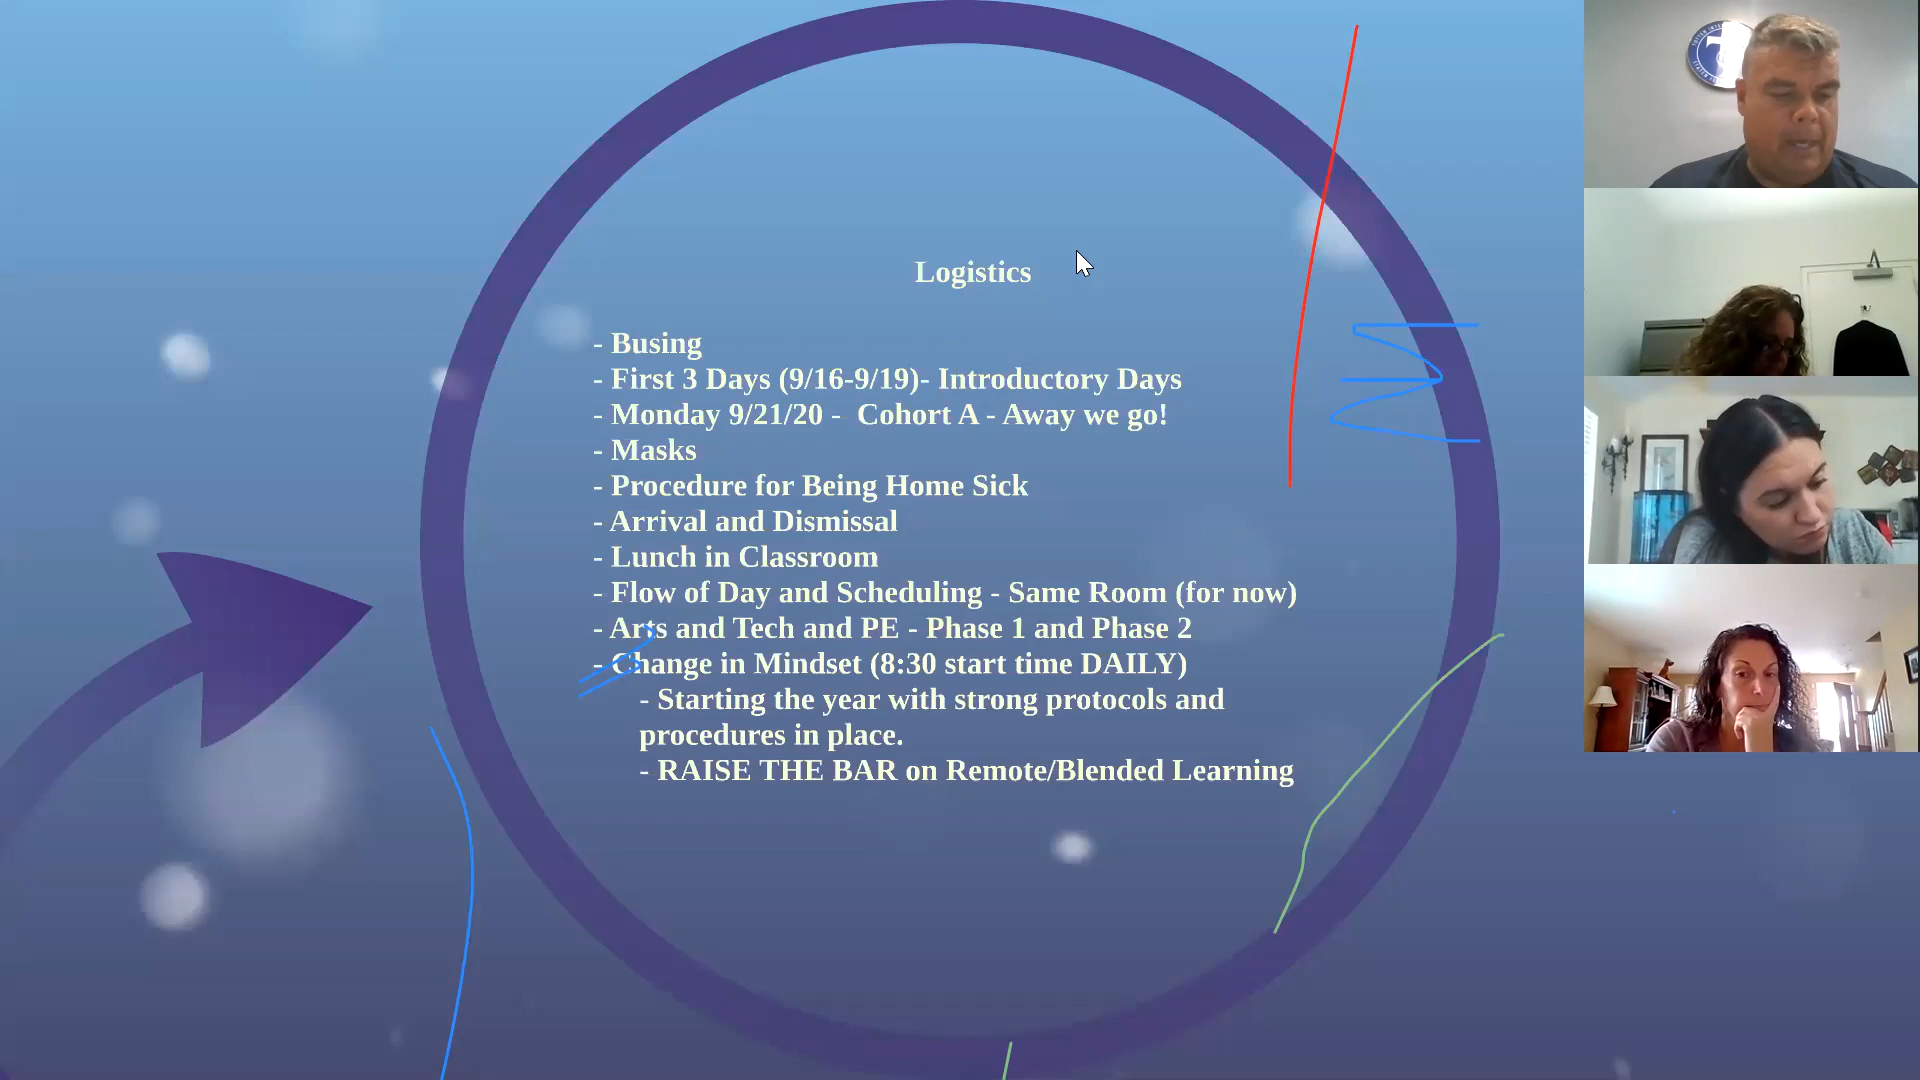 Logistics
- Busing
- First 3 Days (9/16-9/19)- Introductory Days
- Monday 9/21/20 -  Cohort A - Away we go!
- Masks
- Procedure for Being Home Sick
- Arrival and Dismissal
- Lunch in Classroom
- Flow of Day and Scheduling - Same Room (for now)
- Arts and Tech and PE - Phase 1 and Phase 2
- Change in Mindset (8:30 start time DAILY)
- Starting the year with strong protocols and
procedures in place.
- RAISE THE BAR on Remote/Blended Learning